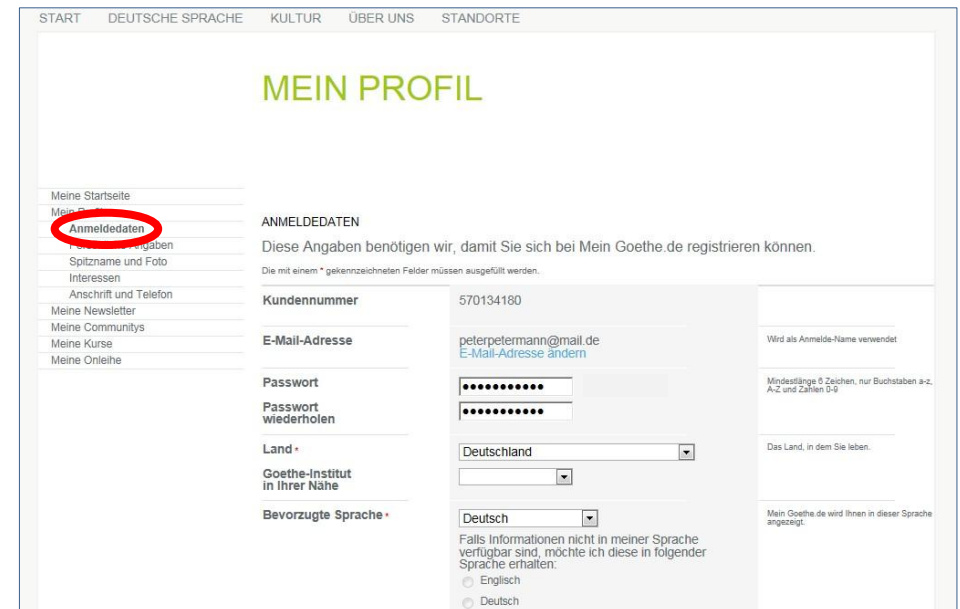 START DEUTSCHE SPRACHE KULTUR ÜBER UNS STANDORTE
MEIN PROFIL
Meine Startseite
Mein
Anmeldedaten
Angaben
Spitzname und Foto
Interessen
Anschrift und Telefon
Meine Newsletter
Meine Communitys
Meine Kurse
Meine Onleihe
ANMELDEDATEN
Diese Angaben benötigen wir, damit Sie sich bei Mein Goethe.de registrieren können.
Die mit einem * gekennzeichneten Felder müssen ausgefüllt werden.
Kundennummer 570134180
E-Mail-Adresse peterpetermann@mail.de Wird als Anmelde-Name verwendet
E-Mail-Adresse ändern
Passwort ●●●●●●●●●●● Mindestlänge 6 Zeichen, nur Buchstaben a-z,
A-Z und Zahlen 0-9
Passwort ●●●●●●●●●●●
wiederholen
Land * Deutschland Das Land, in dem Sie leben.
Goethe-Institut
in Ihrer Nähe
Bevorzugte Sprache * Deutsch Mein Goethe.de wird Ihnen in dieser Sprache
angezeigt.
Falls Informationen nicht in meiner Sprache
verfügbar sind, möchte ich diese in folgender
Sprache erhalten:
Englisch
Deutsch